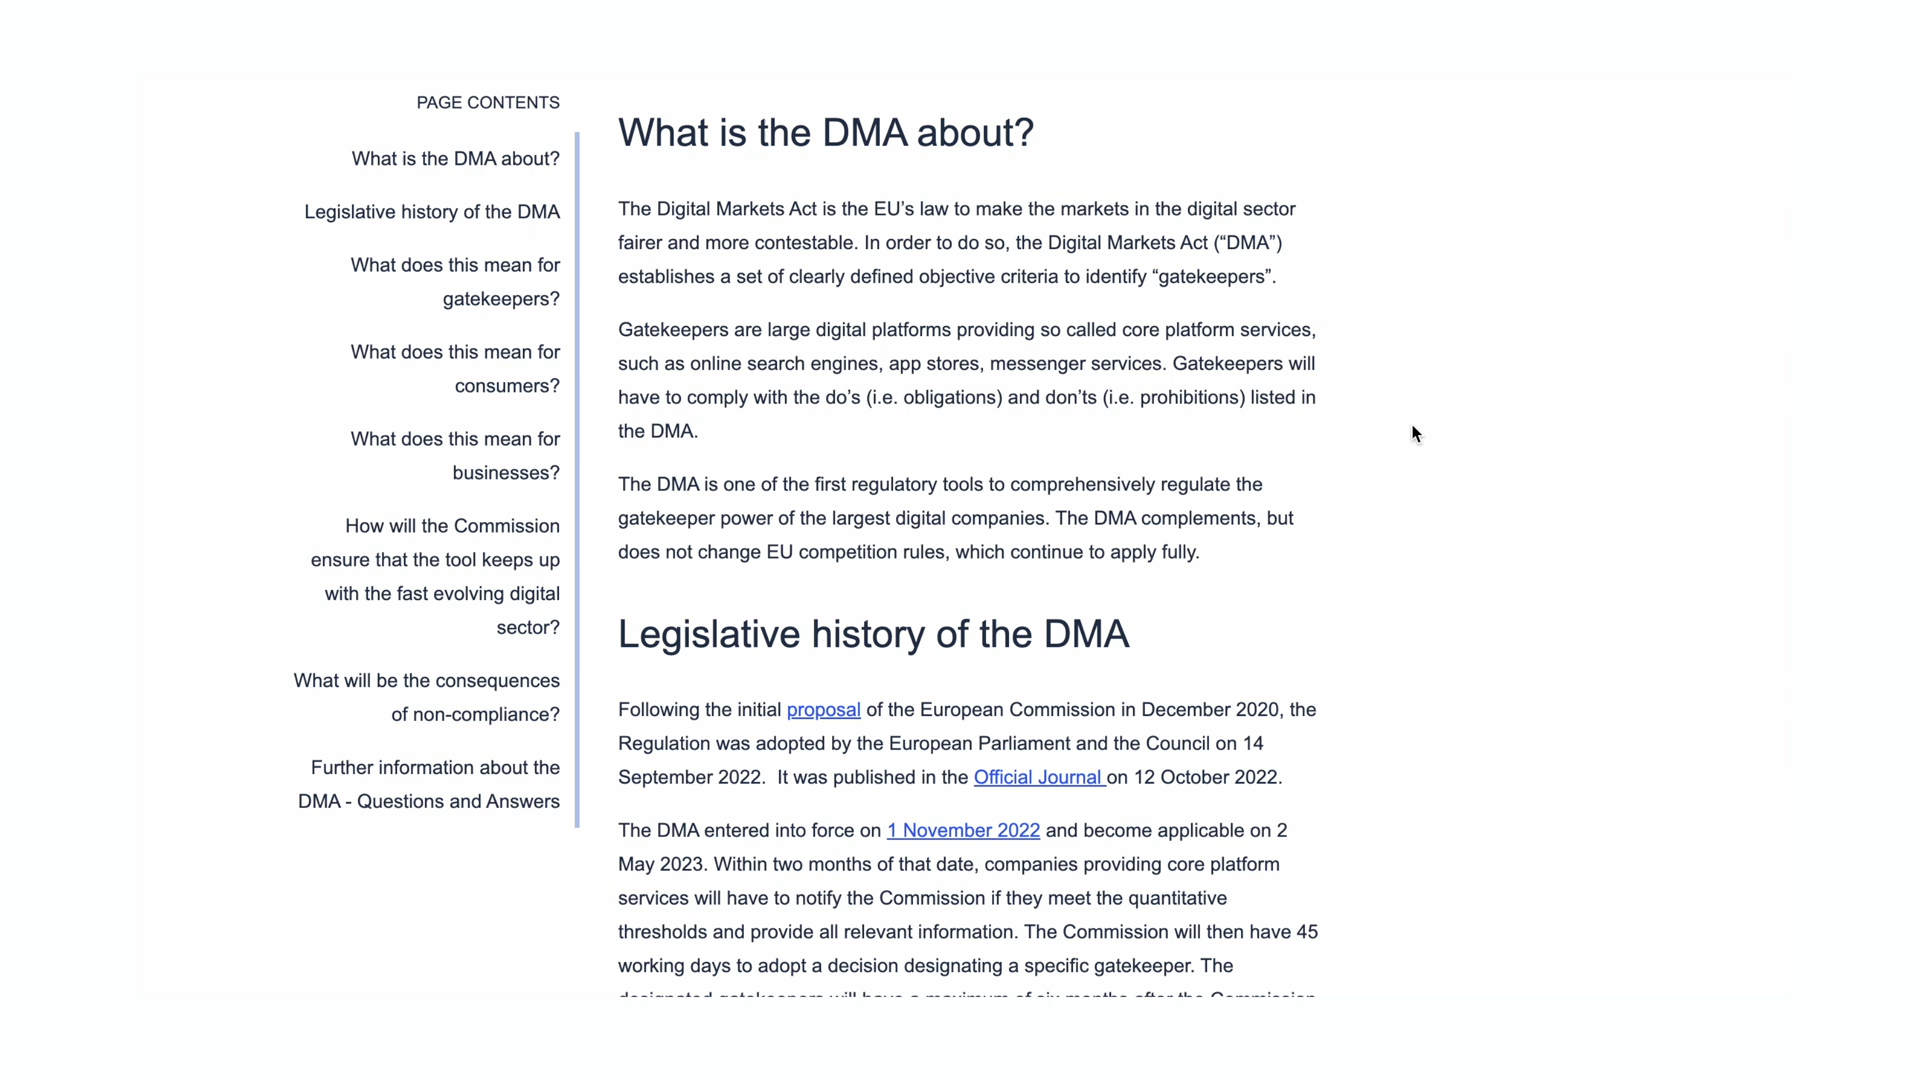 PAGE CONTENTS
What is the DMA about?
Legislative history of the DMA
What does this mean for
gatekeepers?
What does this mean for
consumers?
What does this mean for
businesses?
How will the Commission
ensure that the tool keeps up
with the fast evolving digital
sector?
What will be the consequences
of non-compliance?
Further information about the
DMA - Questions and Answers
What is the DMA about?
The Digital Markets Act is the EU’s law to make the markets in the digital sector
fairer and more contestable. In order to do so, the Digital Markets Act (“DMA”)
establishes a set of clearly defined objective criteria to identify “gatekeepers”.
Gatekeepers are large digital platforms providing so called core platform services,
such as online search engines, app stores, messenger services. Gatekeepers will
have to comply with the do’s (i.e. obligations) and don’ts (i.e. prohibitions) listed in
the DMA.
The DMA is one of the first regulatory tools to comprehensively regulate the
gatekeeper power of the largest digital companies. The DMA complements, but
does not change EU competition rules, which continue to apply fully.
Legislative history of the DMA
Following the initial proposal of the European Commission in December 2020, the
Regulation was adopted by the European Parliament and the Council on 14
September 2022.  It was published in the Official Journal on 12 October 2022.
The DMA entered into force on 1 November 2022 and become applicable on 2
May 2023. Within two months of that date, companies providing core platform
services will have to notify the Commission if they meet the quantitative
thresholds and provide all relevant information. The Commission will then have 45
working days to adopt a decision designating a specific gatekeeper. The
designated gatekeepers will have a maximum of six months after the Commission